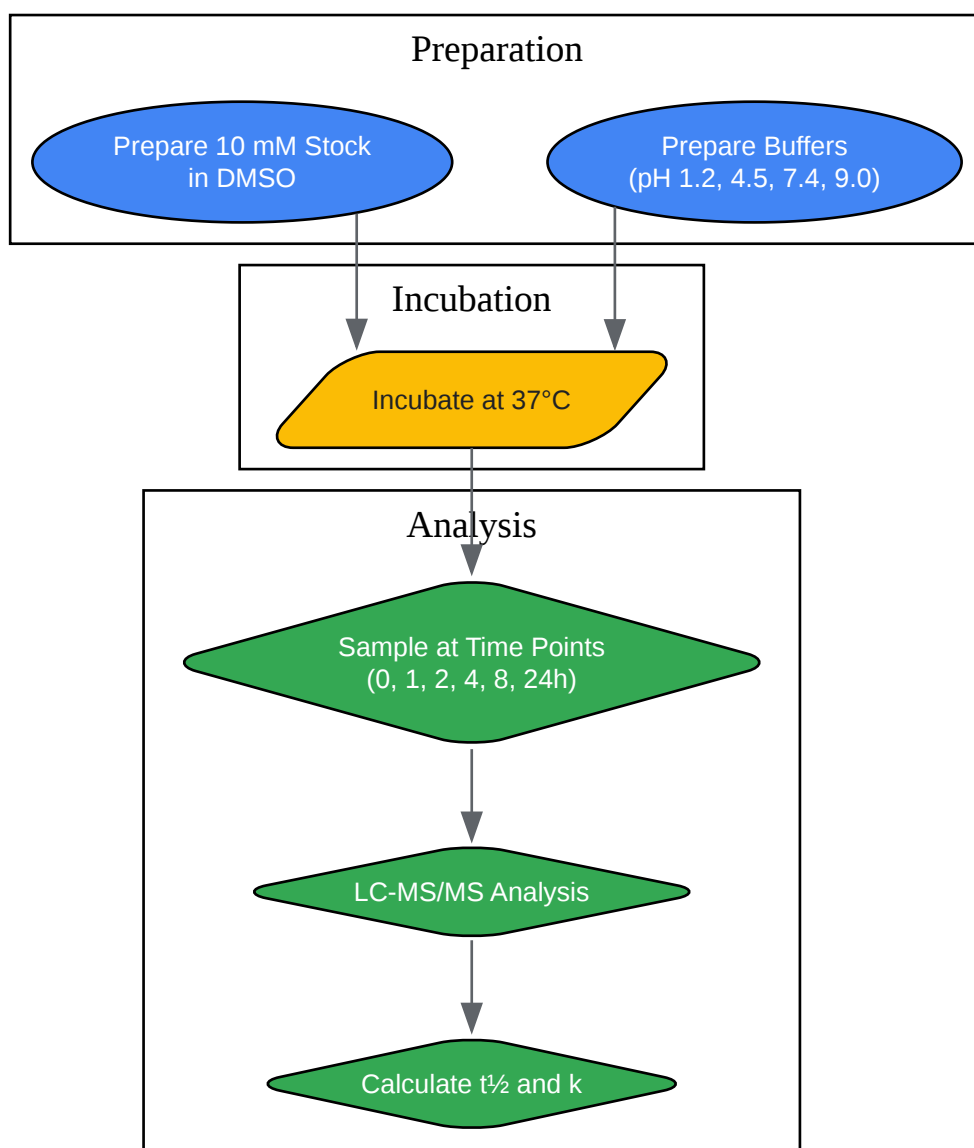 Preparation
Prepare 10 mM Stock
in DMSO
Prepare Buffers
(pH 1.2, 4.5, 7.4, 9.0)
Incubation
Incubate at 37°C
Analysis
Sample at Time Points
(0, 1, 2, 4, 8, 24h)
LC-MS/MS Analysis
Calculate t½ and k